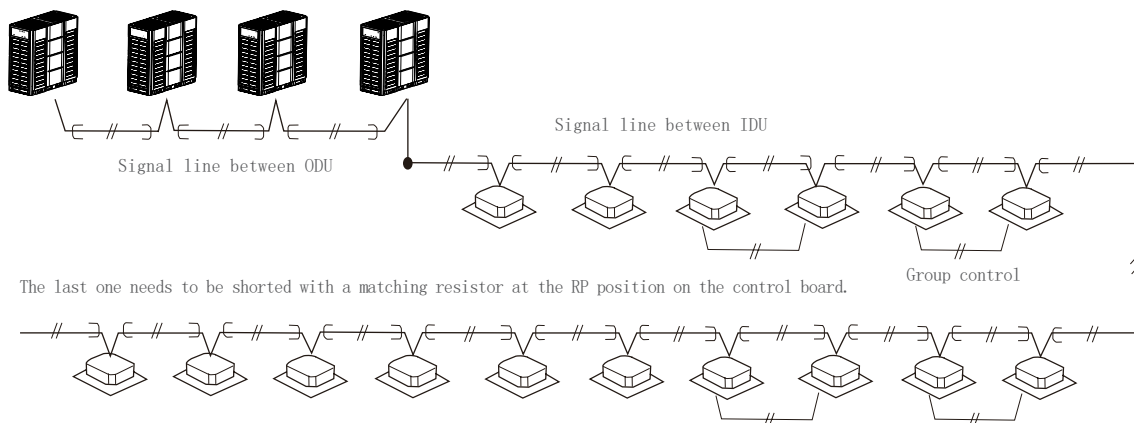 Signal line between IDU
Signal line between ODU
Group control
The last one needs to be shorted with a matching resistor at the RP position on the control board.